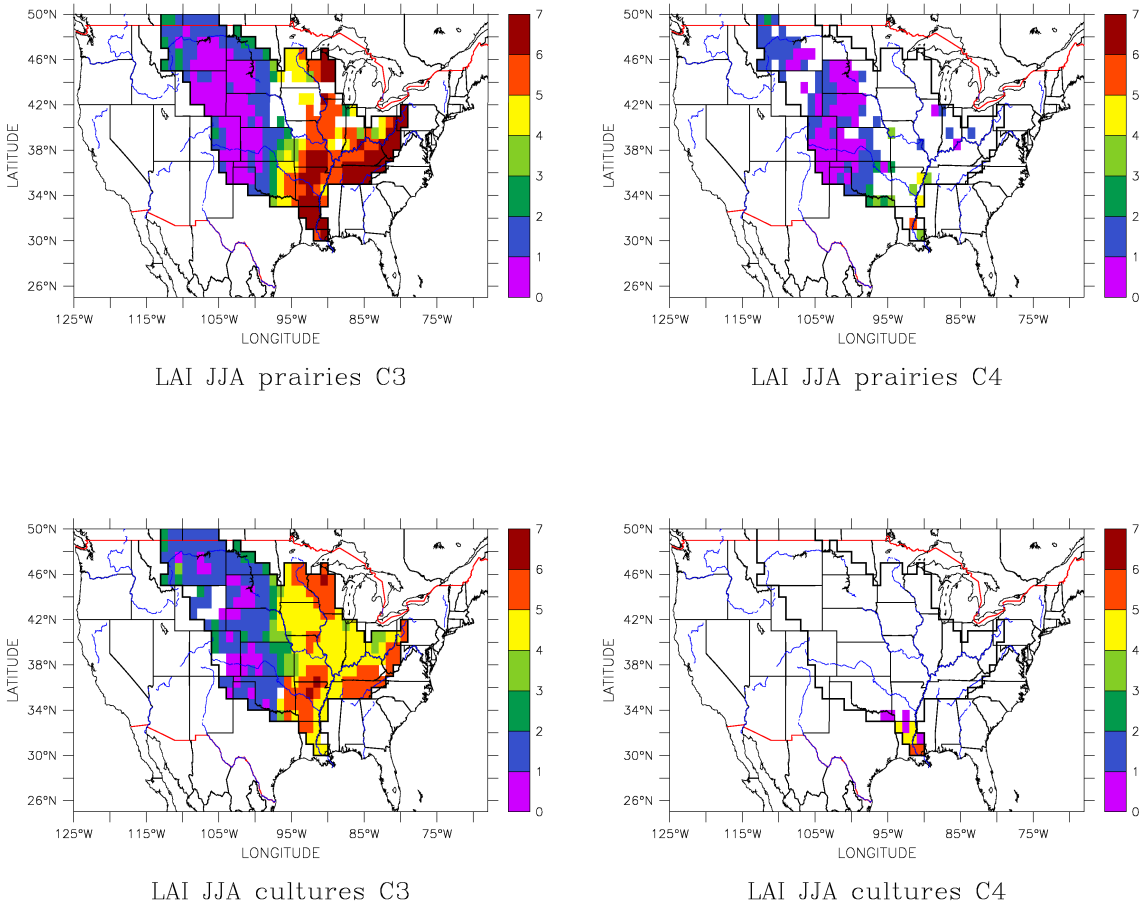 50°N
46°N
42°N
38°N
34°N
30°N
26°N
LATITUDE
125°W 115°W 105°W 95°W 85°W 75°W
LONGITUDE
7
6
5
4
3
2
1
0
LAI JJA prairies C3
50°N
46°N
42°N
38°N
34°N
30°N
26°N
LATITUDE
125°W 115°W 105°W 95°W 85°W 75°W
LONGITUDE
7
6
5
4
3
2
1
0
LAI JJA prairies C4
50°N
46°N
42°N
38°N
34°N
30°N
26°N
LATITUDE
125°W 115°W 105°W 95°W 85°W 75°W
LONGITUDE
7
6
5
4
3
2
1
0
LAI JJA cultures C3
50°N
46°N
42°N
38°N
34°N
30°N
26°N
LATITUDE
125°W 115°W 105°W 95°W 85°W 75°W
LONGITUDE
7
6
5
4
3
2
1
0
LAI JJA cultures C4